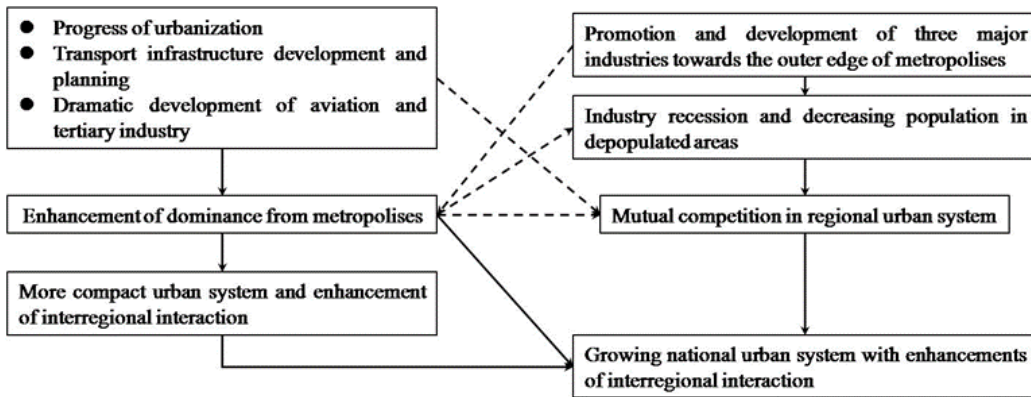 ● Progress of urbanization
● Transport infrastructure development and
planning
● Dramatic development of aviation and
tertiary industry
Enhancement of dominance from metropolises
More compact urban system and enhancement
of interregional interaction
Promotion and development of three major
industries towards the outer edge of metropolises
Industry recession and decreasing population in
depopulated areas
Mutual competition in regional urban system
Growing national urban system with enhancements
of interregional interaction